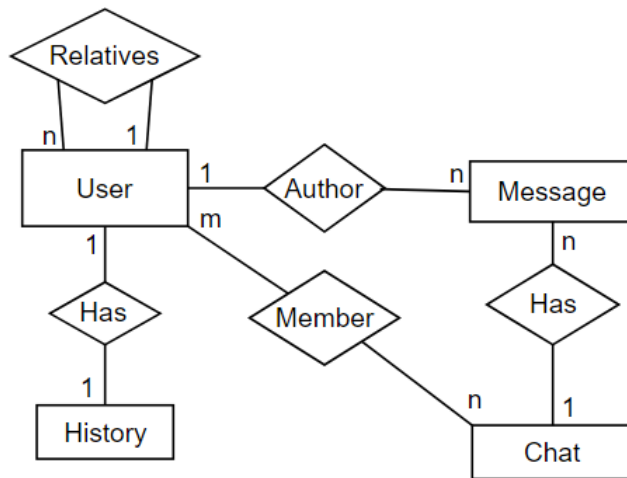 Relatives
n 1
User 1 Author n Message
m
1 n
Has Member Has
1 n 1
History Chat